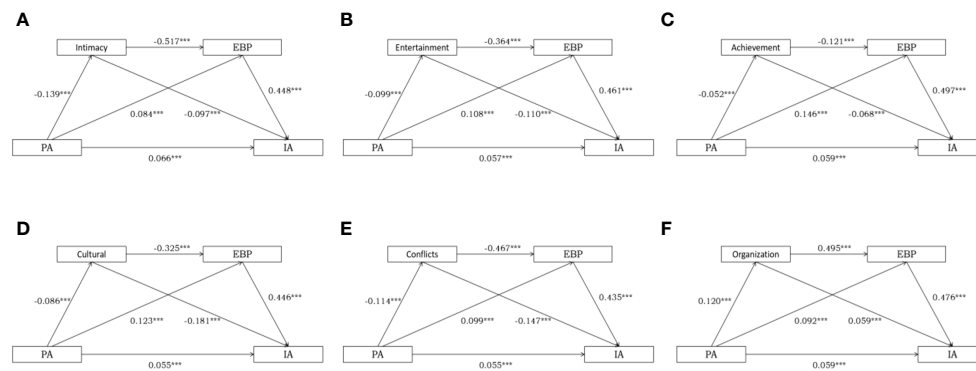 A
Intimacy
-0.517***
EBP
-0.139***
0.084***
-0.097***
0.448***
PA
0.066***
IA
B
Entertainment
-0.364***
EBP
-0.099***
0.108***
-0.110***
0.461***
PA
0.057***
IA
C
Achievement
-0.121***
EBP
-0.052***
0.146***
-0.068***
0.497***
PA
0.059***
IA
D
Cultural
-0.325***
EBP
-0.086***
0.123***
-0.181***
0.446***
PA
0.055***
IA
E
Conflicts
-0.467***
EBP
-0.114***
0.099***
-0.147***
0.435***
PA
0.055***
IA
F
Organization
0.495***
EBP
0.120***
0.092***
0.059***
0.476***
PA
0.059***
IA